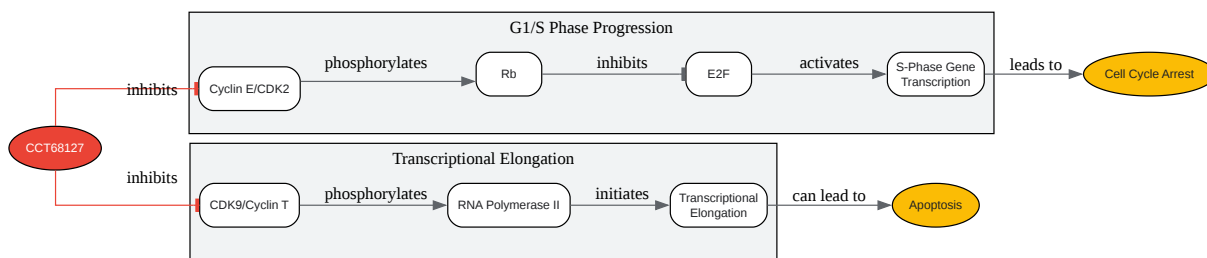 G1/S Phase Progression
inhibits
Cyclin E/CDK2
phosphorylates
Rb
inhibits
E2F
activates
S-Phase Gene
Transcription
leads to
Cell Cycle Arrest
CCT68127
Transcriptional Elongation
inhibits
CDK9/Cyclin T
phosphorylates
RNA Polymerase II
initiates
Transcriptional
Elongation
can lead to
Apoptosis